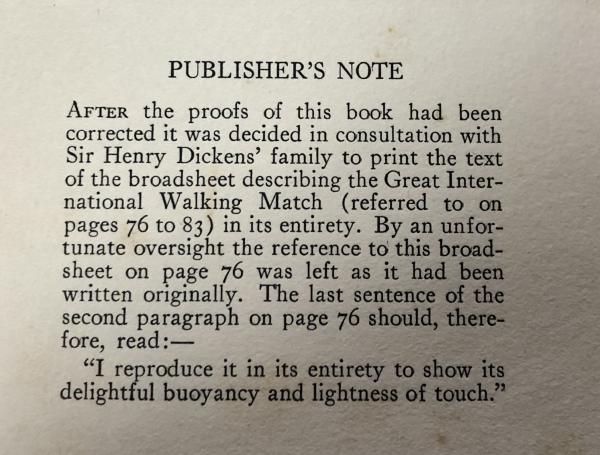 PUBLISHER'S NOTE
AFTER the proofs of this book had been
corrected it was decided in consultation with
Sir Henry Dickens' family to print the text
of the broadsheet describing the Great Inter-
national Walking Match (referred to on
pages 76 to 83) in its entirety. By an unfor-
tunate oversight the reference to this broad-
sheet on page 76 was left as it had been
written originally. The last sentence of the
second paragraph on page 76 should, there-
fore, read:—
"I reproduce it in its entirety to show its
delightful buoyancy and lightness of touch."